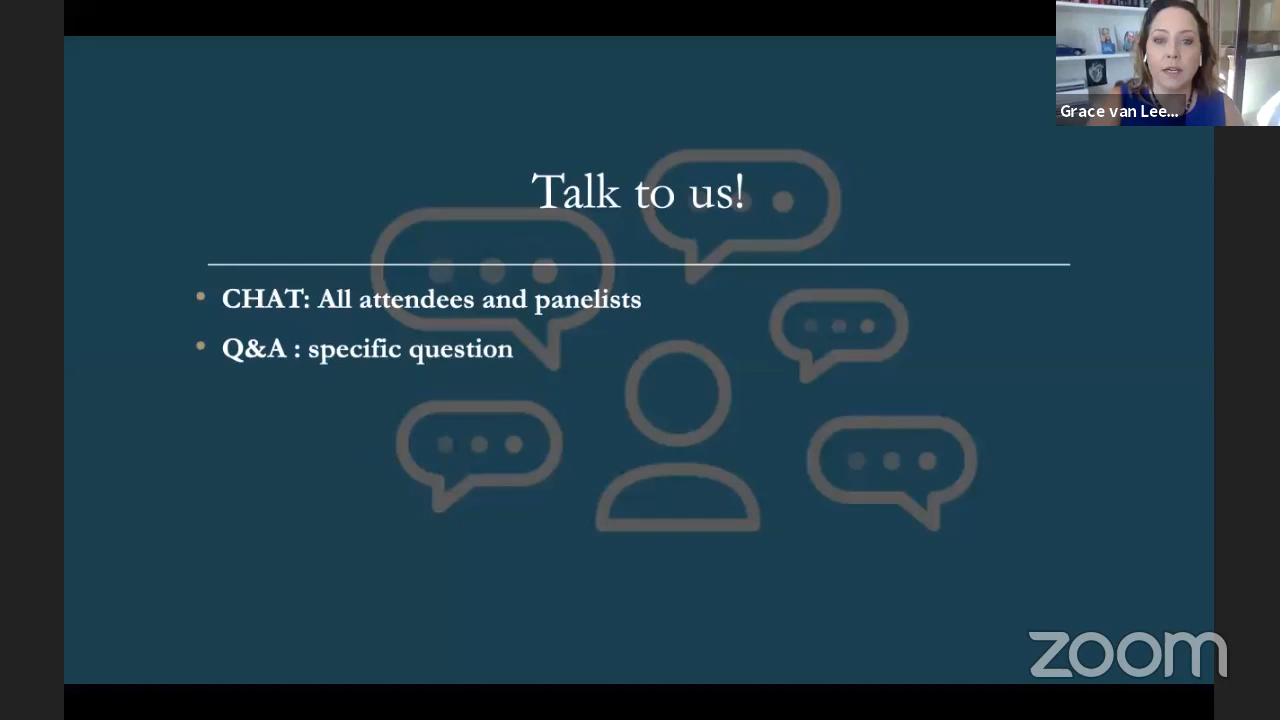 Grace van Lee...
Talk to us!
• CHAT: All attendees and panelists
• Q&A : specific question
zoom